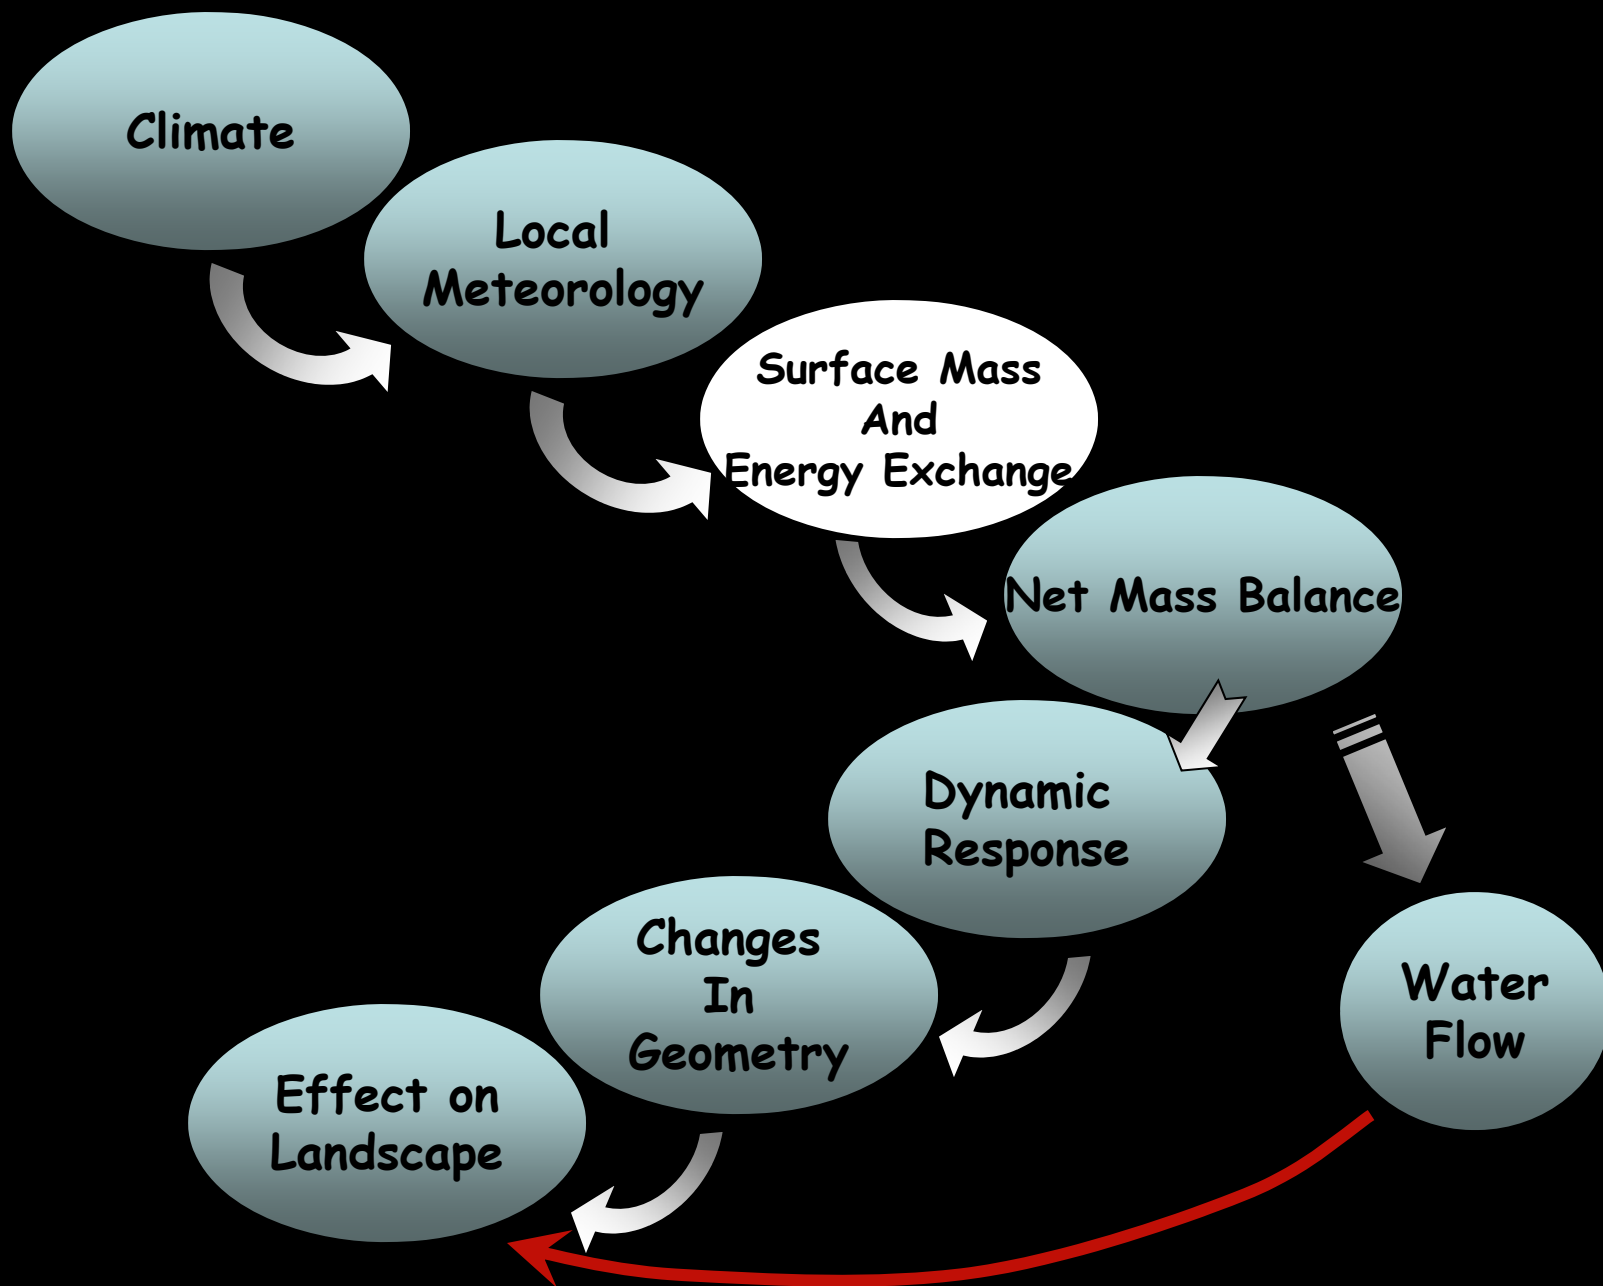 Climate
Local
Meteorology
Surface Mass
And
Energy Exchange
Net Mass Balance
Dynamic
Response
Changes
In
Geometry
Water
Flow
Effect on
Landscape